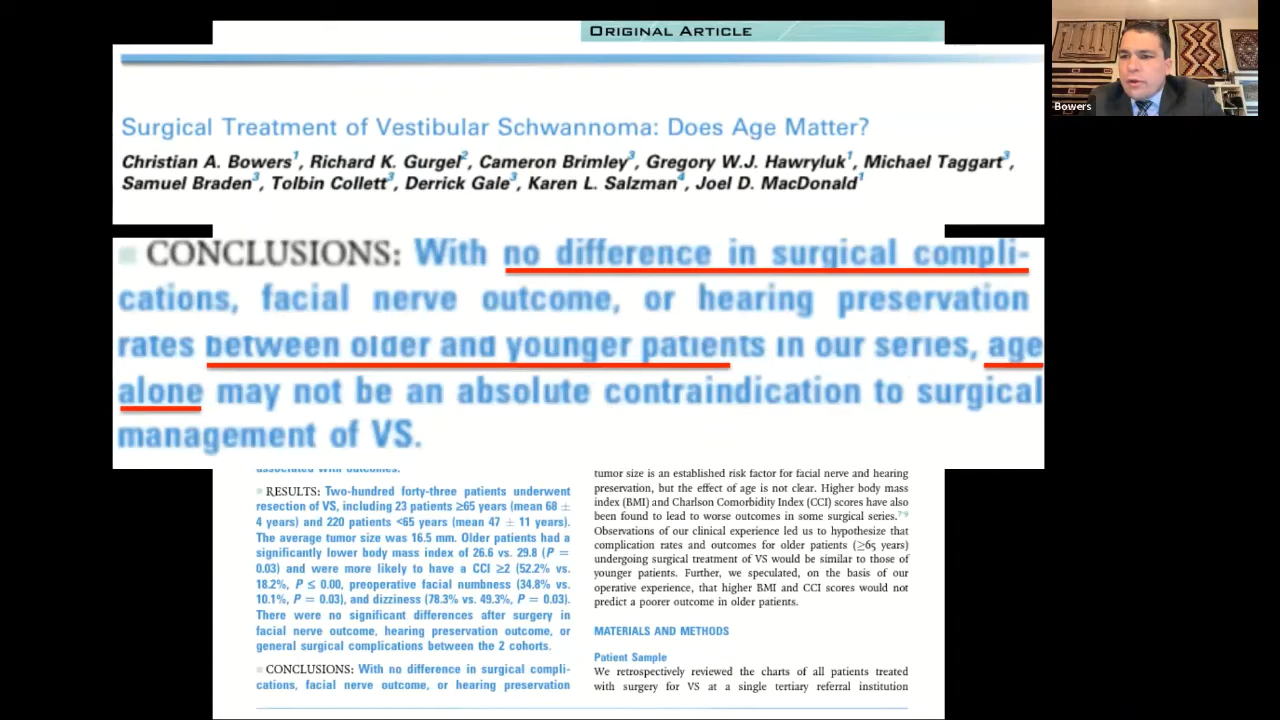 ORIGINAL ARTICLE
Surgical Treatment of Vestibular Schwannoma: Does Age Matter?
Christian A. Bowers1, Richard K. Gurgel2, Cameron Brimley3, Gregory W.J. Hawryluk1, Michael Taggart3,
Samuel Braden3, Tolbin Collett3, Derrick Gale3, Karen L. Salzman4, Joel D. MacDonald1
Bowers
CONCLUSIONS: With no difference in surgical compli-
cations, facial nerve outcome, or hearing preservation
rates between older and younger patients in our series, age
alone may not be an absolute contraindication to surgical
management of VS.
associated with outcomes.
RESULTS: Two-hundred forty-three patients underwent
resection of VS, including 23 patients ≥65 years (mean 68 ±
4 years) and 220 patients <65 years (mean 47 ± 11 years).
The average tumor size was 16.5 mm. Older patients had a
significantly lower body mass index of 26.6 vs. 29.8 (P =
0.03) and were more likely to have a CCI ≥2 (52.2% vs.
18.2%, P ≤ 0.00, preoperative facial numbness (34.8% vs.
10.1%, P = 0.03), and dizziness (78.3% vs. 49.3%, P = 0.03).
There were no significant differences after surgery in
facial nerve outcome, hearing preservation outcome, or
general surgical complications between the 2 cohorts.
CONCLUSIONS: With no difference in surgical compli-
cations, facial nerve outcome, or hearing preservation
tumor size is an established risk factor for facial nerve and hearing
preservation, but the effect of age is not clear. Higher body mass
index (BMI) and Charlson Comorbidity Index (CCI) scores have also
been found to lead to worse outcomes in some surgical series.7-9
Observations of our clinical experience led us to hypothesize that
complication rates and outcomes for older patients (≥65 years)
undergoing surgical treatment of VS would be similar to those of
younger patients. Further, we speculated, on the basis of our
operative experience, that higher BMI and CCI scores would not
predict a poorer outcome in older patients.
MATERIALS AND METHODS
Patient Sample
We retrospectively reviewed the charts of all patients treated
with surgery for VS at a single tertiary referral institution